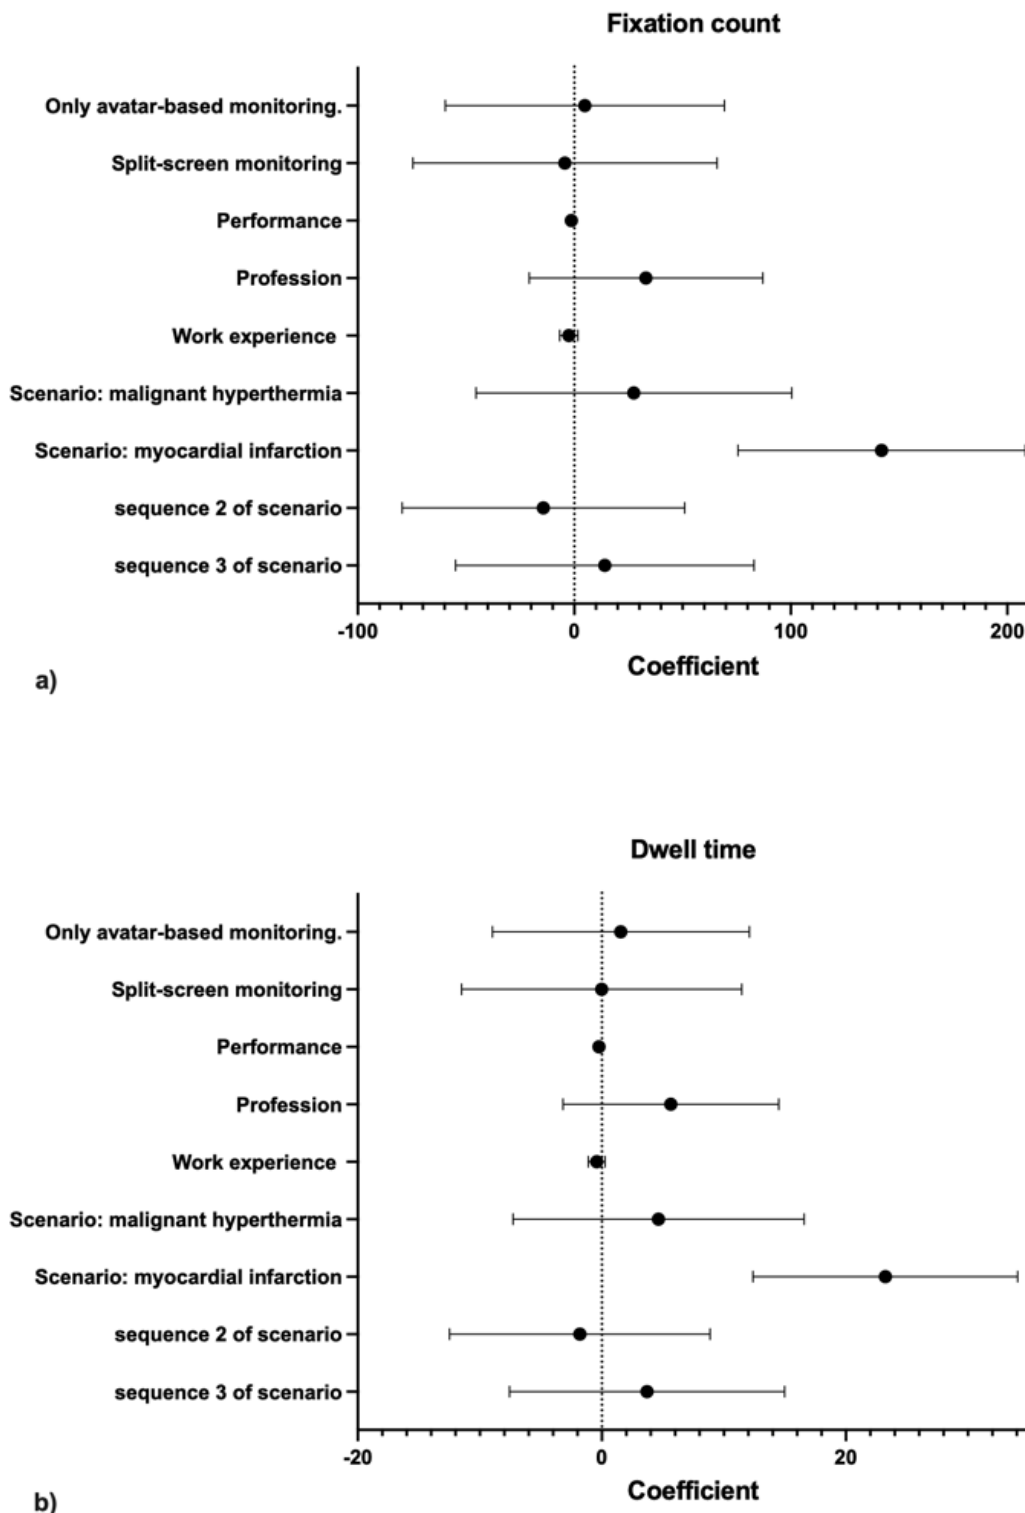 Fixation count
Only avatar-based monitoring.
Split-screen monitoring
Performance
Profession
Work experience
Scenario: malignant hyperthermia
Scenario: myocardial infarction
sequence 2 of scenario
sequence 3 of scenario
-100 0 100 200
Coefficient
a)
Dwell time
Only avatar-based monitoring.
Split-screen monitoring
Performance
Profession
Work experience
Scenario: malignant hyperthermia
Scenario: myocardial infarction
sequence 2 of scenario
sequence 3 of scenario
-20 0 20
Coefficient
b)